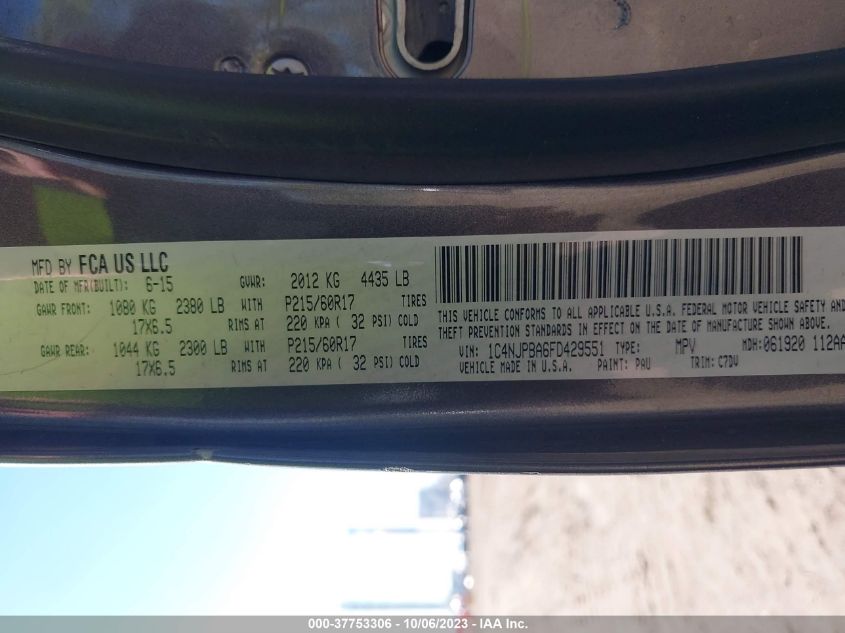 MFD BY FCA US LLC
DATE OF MFR(BUILT): 6-15 GVWR: 2012 KG 4435 LB
GAWR FRONT: 1080 KG 2380 LB WITH P215/60R17 TIRES
17X6.5 RIMS AT 220 KPA ( 32 PSI) COLD
GAWR REAR: 1044 KG 2300 LB WITH P215/60R17 TIRES
17X6.5 RIMS AT 220 KPA ( 32 PSI) COLD
THIS VEHICLE CONFORMS TO ALL APPLICABLE U.S.A. FEDERAL MOTOR VEHICLE SAFETY AND
THEFT PREVENTION STANDARDS IN EFFECT ON THE DATE OF MANUFACTURE SHOWN ABOVE.
VIN: 1C4NJPBA6FD429551 TYPE: MPV MDH: 061920 112AA
VEHICLE MADE IN U.S.A. PAINT: PAU TRIM: C7DV
000-37753306 - 10/06/2023 - IAA Inc.